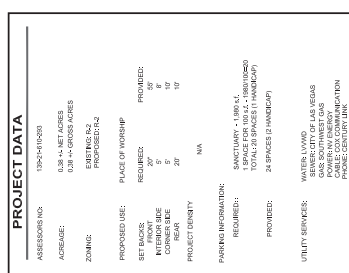 PROJECT DATA
ASSESSORS NO: 139-21-610-293
ACREAGE: 0.38 +/- NET ACRES
0.38 +/- GROSS ACRES
ZONING: EXISTING: R-2
PROPOSED: R-2
PROPOSED USE: PLACE OF WORSHIP
SET BACKS: REQUIRED: PROVIDED:
FRONT 20" 55'
INTERIOR SIDE 5' 8'
CORNER SIDE 5' 10'
REAR 20' 10'
PROJECT DENSITY N/A
PARKING INFORMATION:
REQUIRED:: SANCTUARY - 1,980 s.f.
1 SPACE FOR 100 s.f. - 1980/100=20
TOTAL: 20 SPACES (1 HANDICAP)
PROVIDED: 24 SPACES (2 HANDICAP)
UTILITY SERVICES: WATER: LVVWD
SEWER: CITY OF LAS VEGAS
GAS: SOUTHWEST GAS
POWER: NV ENERGY
CABLE: COX COMMUNICATION
PHONE: CENTURY LINK